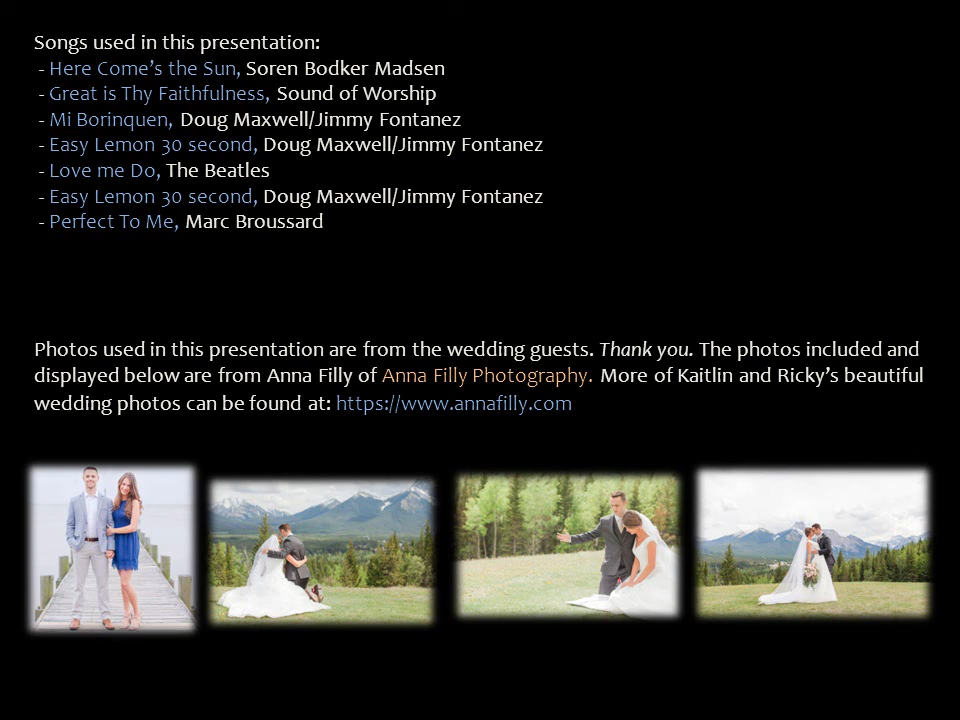 Songs used in this presentation:
- Here Come’s the Sun, Soren Bodker Madsen
- Great is Thy Faithfulness, Sound of Worship
- Mi Borinquen, Doug Maxwell/Jimmy Fontanez
- Easy Lemon 30 second, Doug Maxwell/Jimmy Fontanez
- Love me Do, The Beatles
- Easy Lemon 30 second, Doug Maxwell/Jimmy Fontanez
- Perfect To Me, Marc Broussard
Photos used in this presentation are from the wedding guests. Thank you. The photos included and
displayed below are from Anna Filly of Anna Filly Photography. More of Kaitlin and Ricky’s beautiful
wedding photos can be found at: https://www.annafilly.com